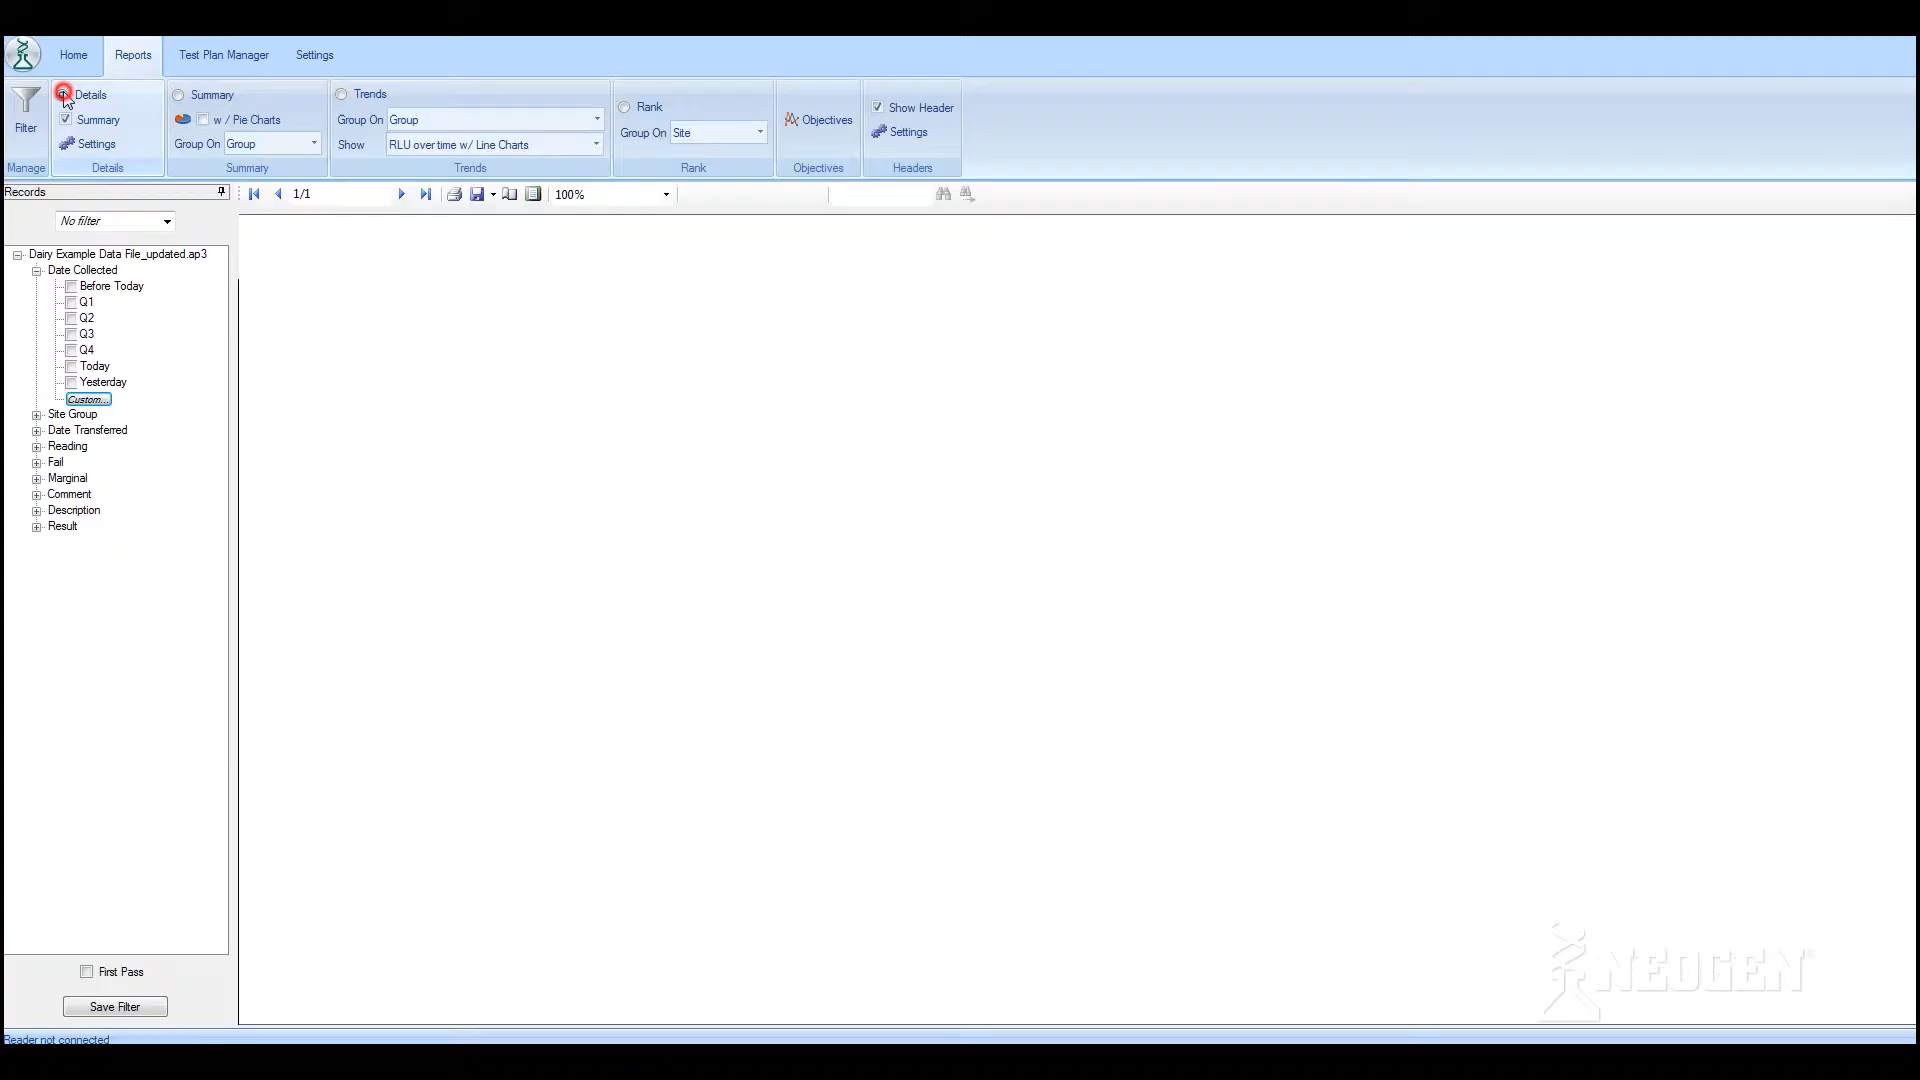 Home Reports Test Plan Manager Settings
Details Summary Trends
Rank
Show Header
Filter Summary w / Pie Charts Group On Group
Objectives
Group On Site
Settings
Settings Group On Group Show RLU over time w/ Line Charts
Manage Details Summary Trends Rank Objectives Headers
Records
1/1 100%
No filter
Dairy Example Data File_updated.ap3
Date Collected
Before Today
Q1
Q2
Q3
Q4
Today
Yesterday
Custom...
Site Group
Date Transferred
Reading
Fail
Marginal
Comment
Description
Result
First Pass
Save Filter
NEOGEN®
Reader not connected